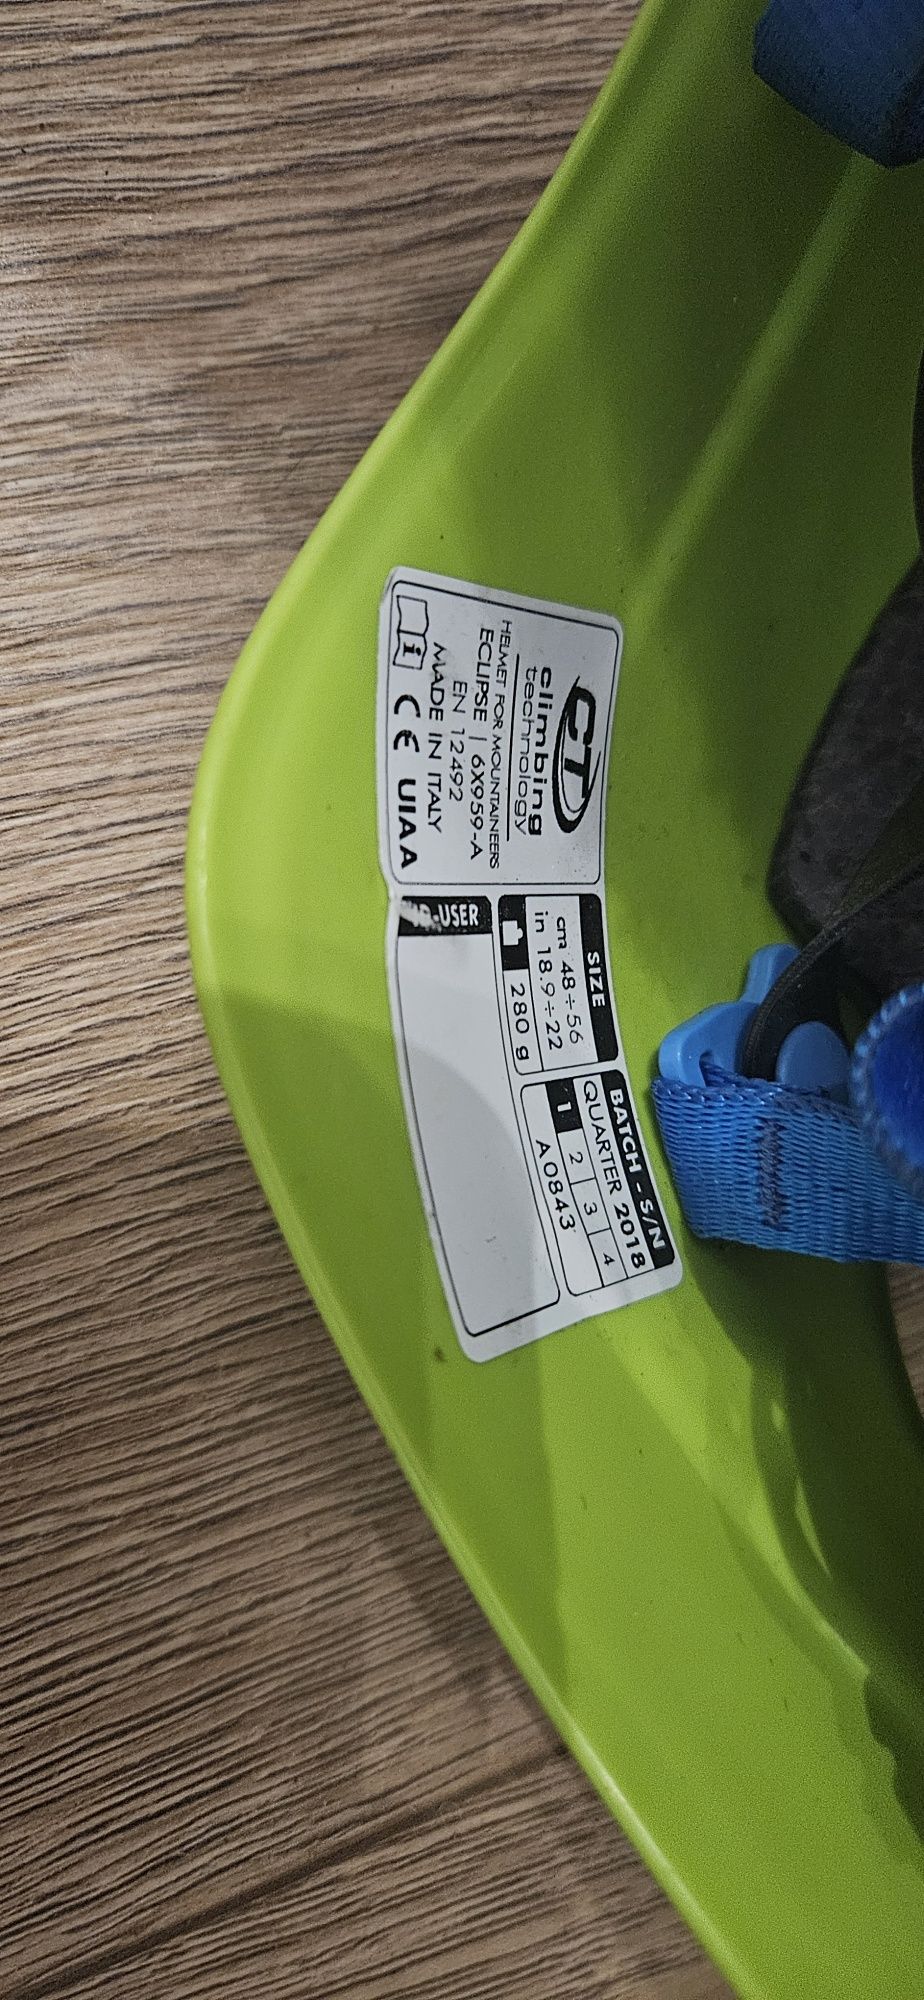 CT
climbing
technology
HELMET FOR MOUNTAINEERS
ECLIPSE | 6X959-A
EN 12492
MADE IN ITALY
i CE UIAA
SIZE
cm 48÷56
in 18.9÷22
280 g
BATCH - S/N
QUARTER 2018
1 2 3 4
A0843
-USER